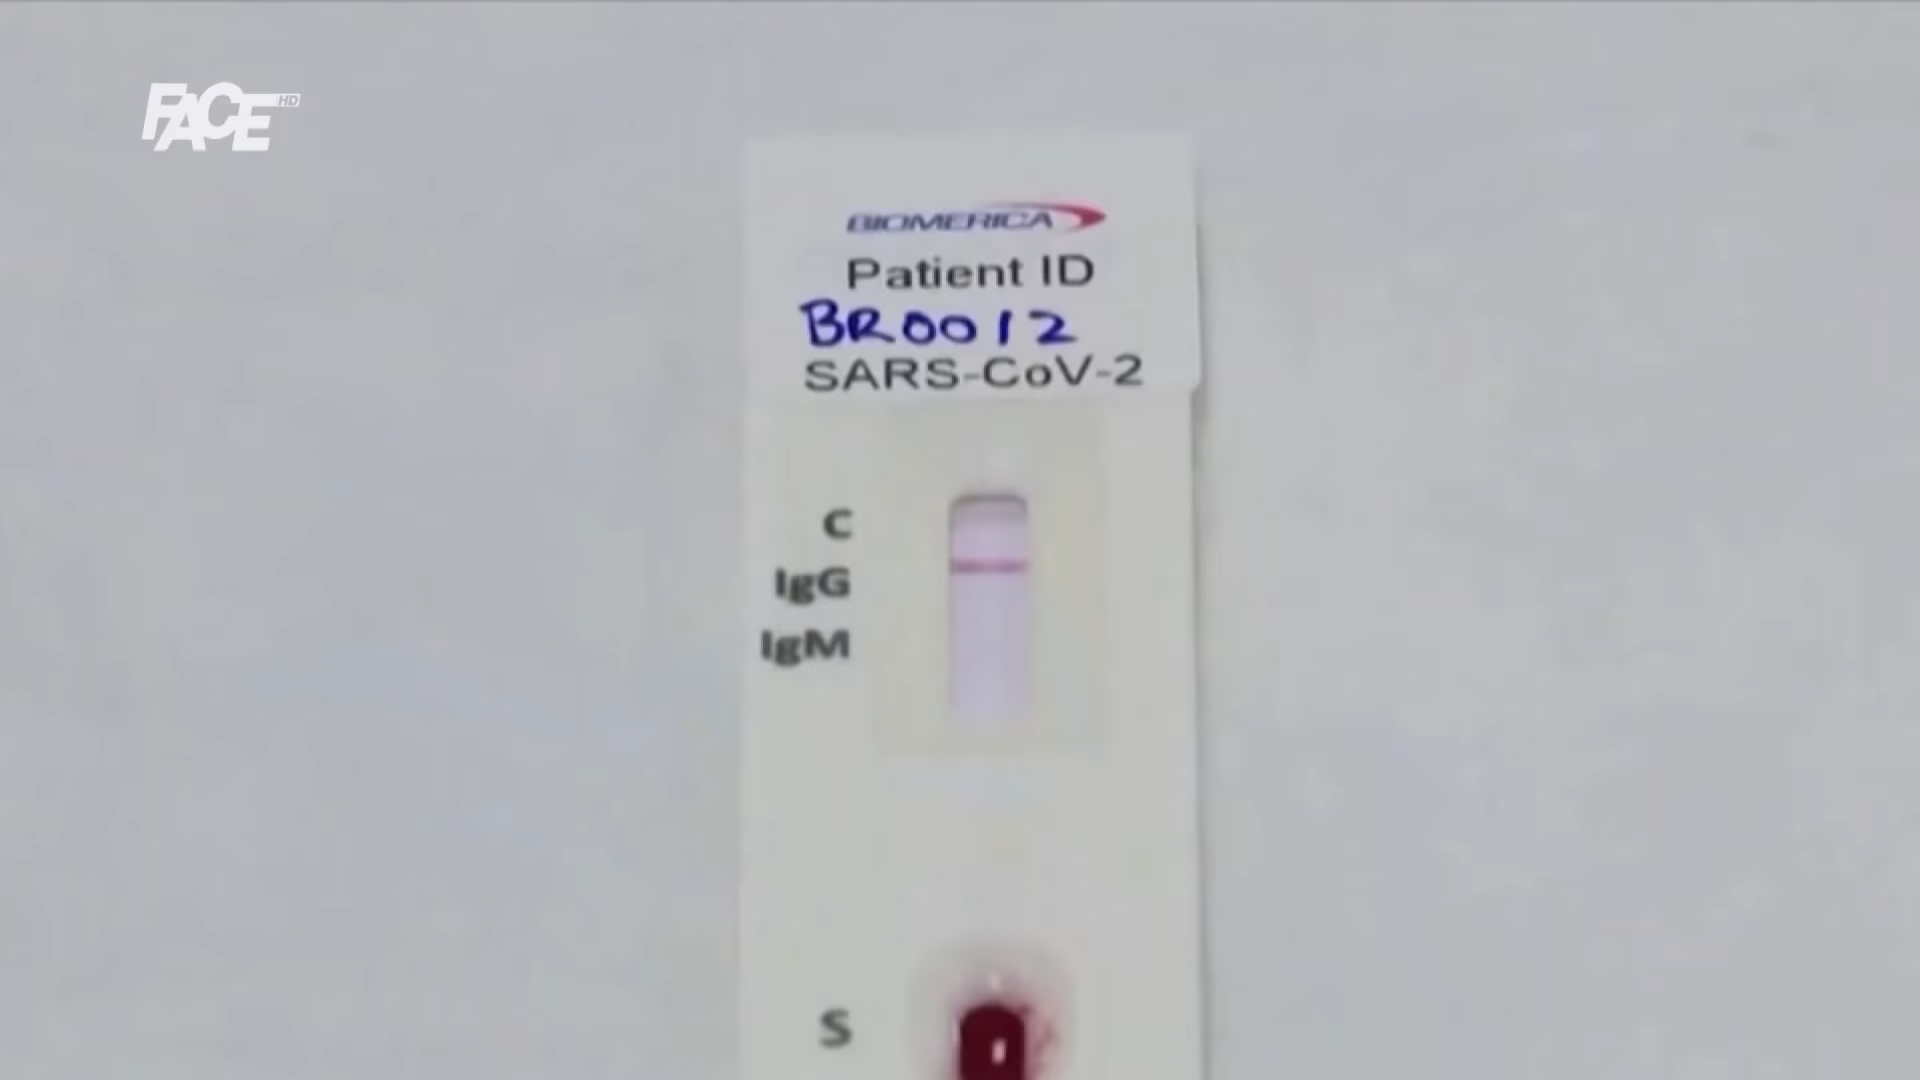 FACE HD
BIOMERICA
Patient ID
BR0012
SARS-CoV-2
C
IgG
IgM
S